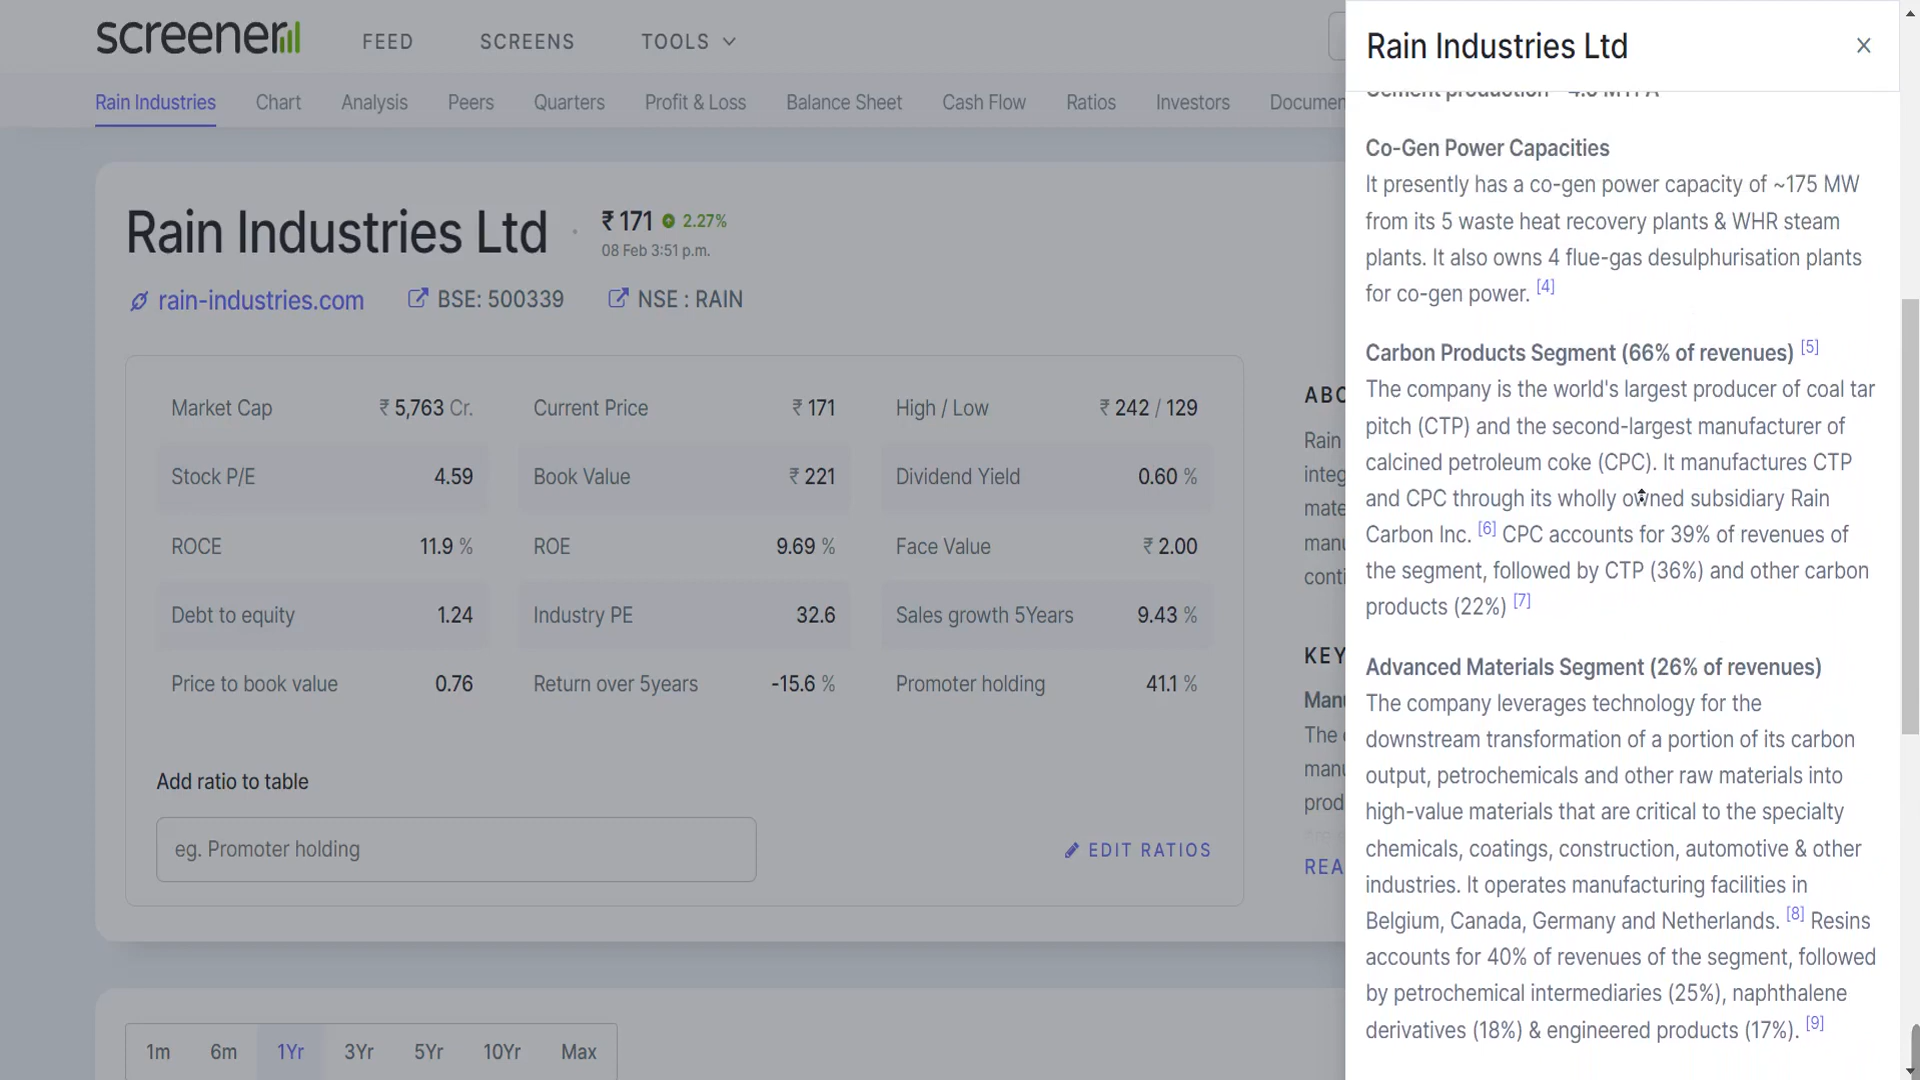 screener
FEED
SCREENS
TOOLS
Rain Industries
Chart
Analysis
Peers
Quarters
Profit & Loss
Balance Sheet
Cash Flow
Ratios
Investors
Documen
Rain Industries Ltd
₹ 171
2.27%
08 Feb 3:51 p.m.
rain-industries.com
BSE: 500339
NSE : RAIN
Market Cap ₹ 5,763 Cr.
Current Price ₹ 171
High / Low ₹ 242 / 129
Stock P/E 4.59
Book Value ₹ 221
Dividend Yield 0.60 %
ROCE 11.9 %
ROE 9.69 %
Face Value ₹ 2.00
Debt to equity 1.24
Industry PE 32.6
Sales growth 5Years 9.43 %
Price to book value 0.76
Return over 5years -15.6 %
Promoter holding 41.1 %
Add ratio to table
eg. Promoter holding
EDIT RATIOS
ABO
Rain
integ
mate
manu
conti
KEY
Manu
The
manu
prod
REA
1m
6m
1Yr
3Yr
5Yr
10Yr
Max
Rain Industries Ltd
Cement production
Co-Gen Power Capacities
It presently has a co-gen power capacity of ~175 MW
from its 5 waste heat recovery plants & WHR steam
plants. It also owns 4 flue-gas desulphurisation plants
for co-gen power. [4]
Carbon Products Segment (66% of revenues) [5]
The company is the world's largest producer of coal tar
pitch (CTP) and the second-largest manufacturer of
calcined petroleum coke (CPC). It manufactures CTP
and CPC through its wholly owned subsidiary Rain
Carbon Inc. [6] CPC accounts for 39% of revenues of
the segment, followed by CTP (36%) and other carbon
products (22%) [7]
Advanced Materials Segment (26% of revenues)
The company leverages technology for the
downstream transformation of a portion of its carbon
output, petrochemicals and other raw materials into
high-value materials that are critical to the specialty
chemicals, coatings, construction, automotive & other
industries. It operates manufacturing facilities in
Belgium, Canada, Germany and Netherlands. [8] Resins
accounts for 40% of revenues of the segment, followed
by petrochemical intermediaries (25%), naphthalene
derivatives (18%) & engineered products (17%). [9]